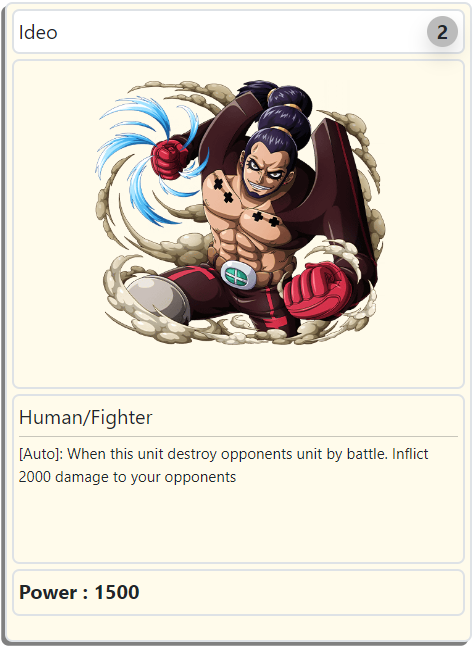 Ideo
2
Human/Fighter
[Auto]: When this unit destroy opponents unit by battle. Inflict
2000 damage to your opponents
Power : 1500